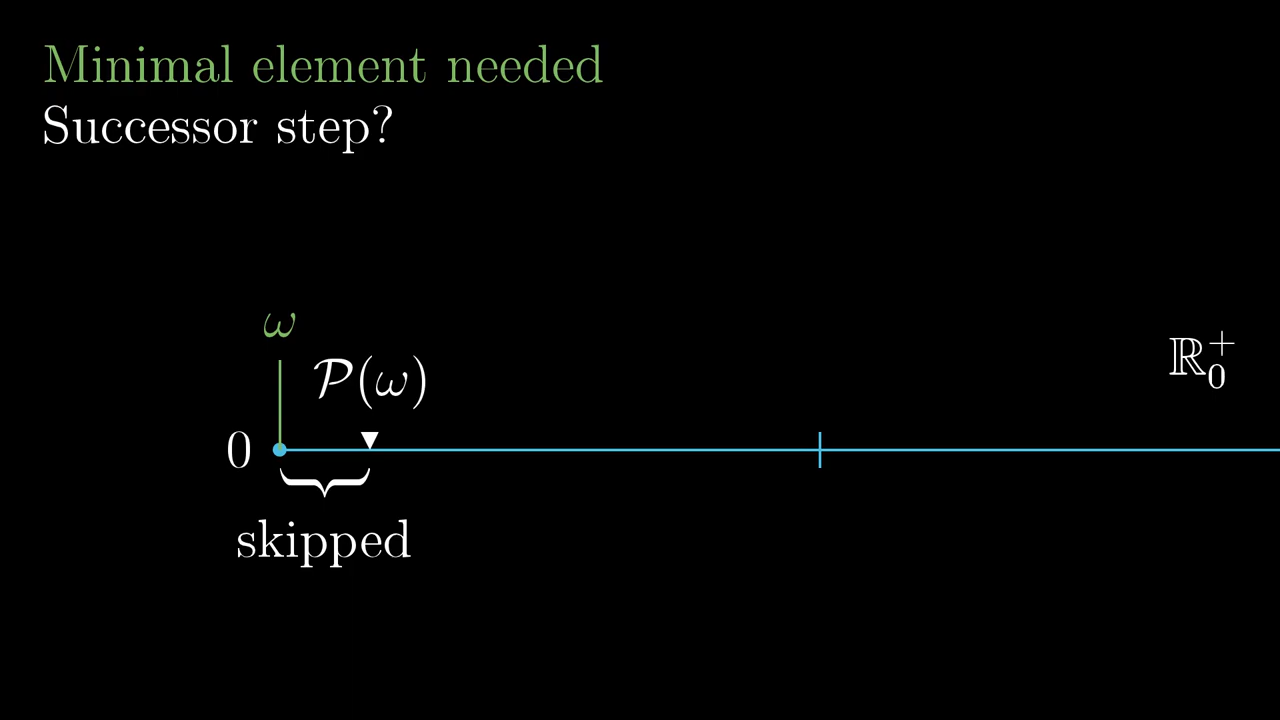 Minimal element needed
Successor step?
ω
𝒫(ω)
ℝ₀⁺
0
skipped